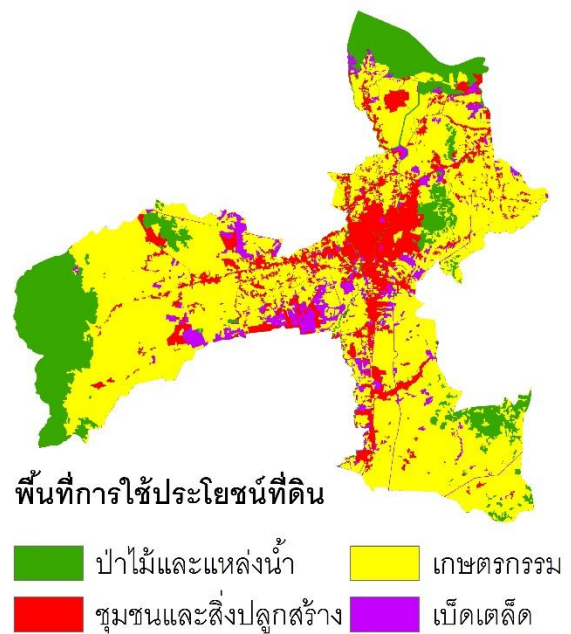 พื้นที่การใช้ประโยชน์ที่ดิน
ป่าไม้และแหล่งน้ำ เกษตรกรรม
ชุมชนและสิ่งปลูกสร้าง เบ็ดเตล็ด